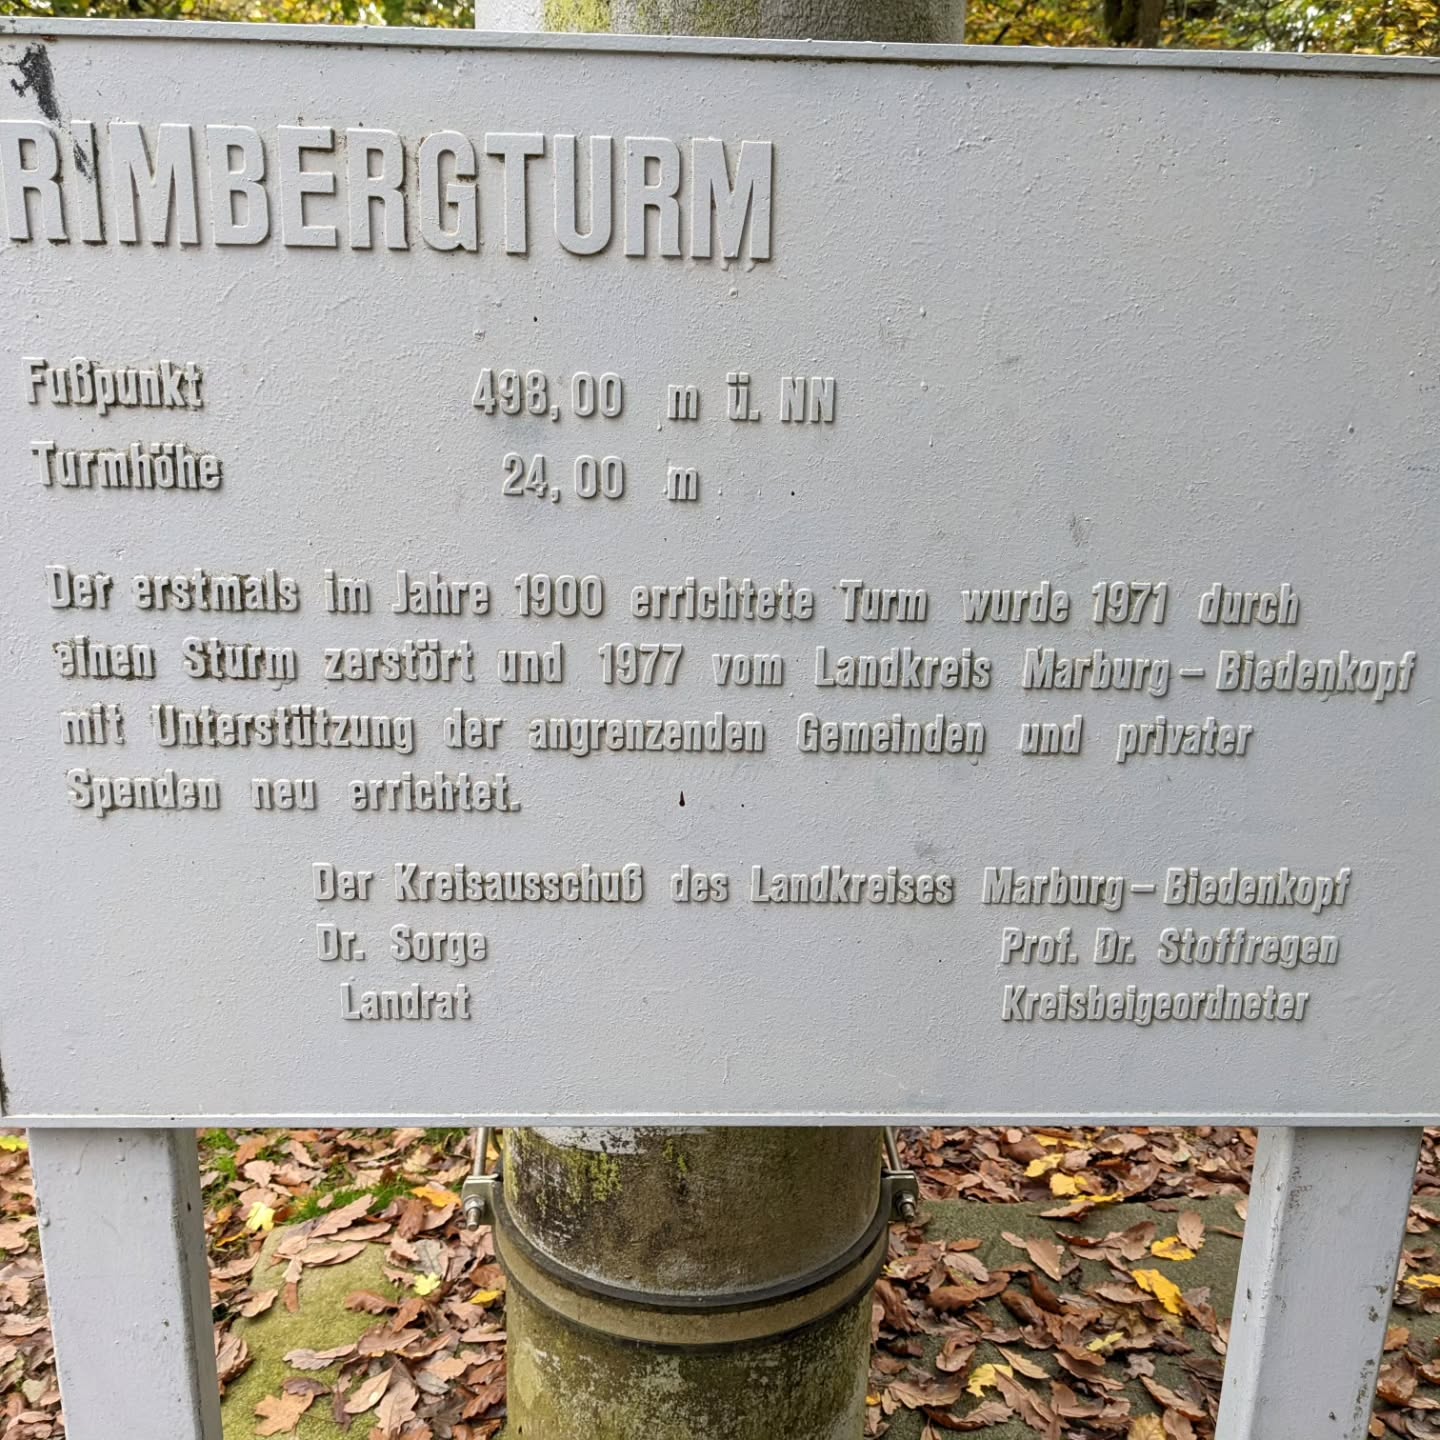 RIMBERGTURM
Fußpunkt 498,00 m ü. NN
Turmhöhe 24,00 m
Der erstmals im Jahre 1900 errichtete Turm wurde 1971 durch
einen Sturm zerstört und 1977 vom Landkreis Marburg–Biedenkopf
mit Unterstützung der angrenzenden Gemeinden und privater
Spenden neu errichtet.
Der Kreisausschuß des Landkreises Marburg–Biedenkopf
Dr. Sorge Prof. Dr. Stoffregen
Landrat Kreisbeigeordneter